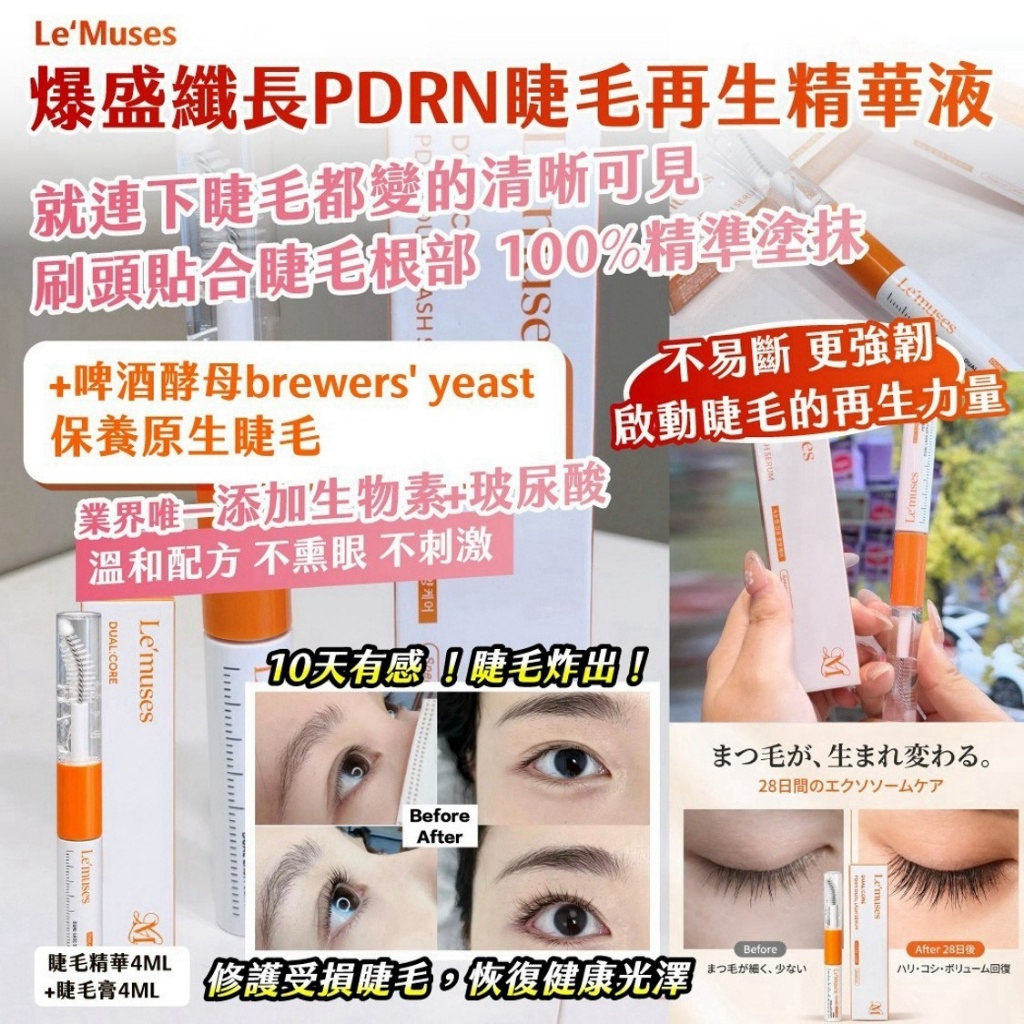 Le'Muses
爆盛纖長PDRN睫毛再生精華液
就連下睫毛都變的清晰可見
刷頭貼合睫毛根部 100%精準塗抹
+啤酒酵母brewers' yeast
保養原生睫毛
不易斷 更強韌
啟動睫毛的再生力量
業界唯一添加生物素+玻尿酸
溫和配方 不熏眼 不刺激
Le'muses
DUAL:CORE
Le'muses
Le'muses
Le'muses
10天有感 ! 睫毛炸出 !
Before
After
まつ毛が、生まれ変わる。
28日間のエクソソームケア
Le'muses
DUAL:CORE
Before
After 28日後
まつ毛が細く、少ない
ハリ・コシ・ボリューム回復
睫毛精華4ML
+睫毛膏4ML
修護受損睫毛，恢復健康光澤